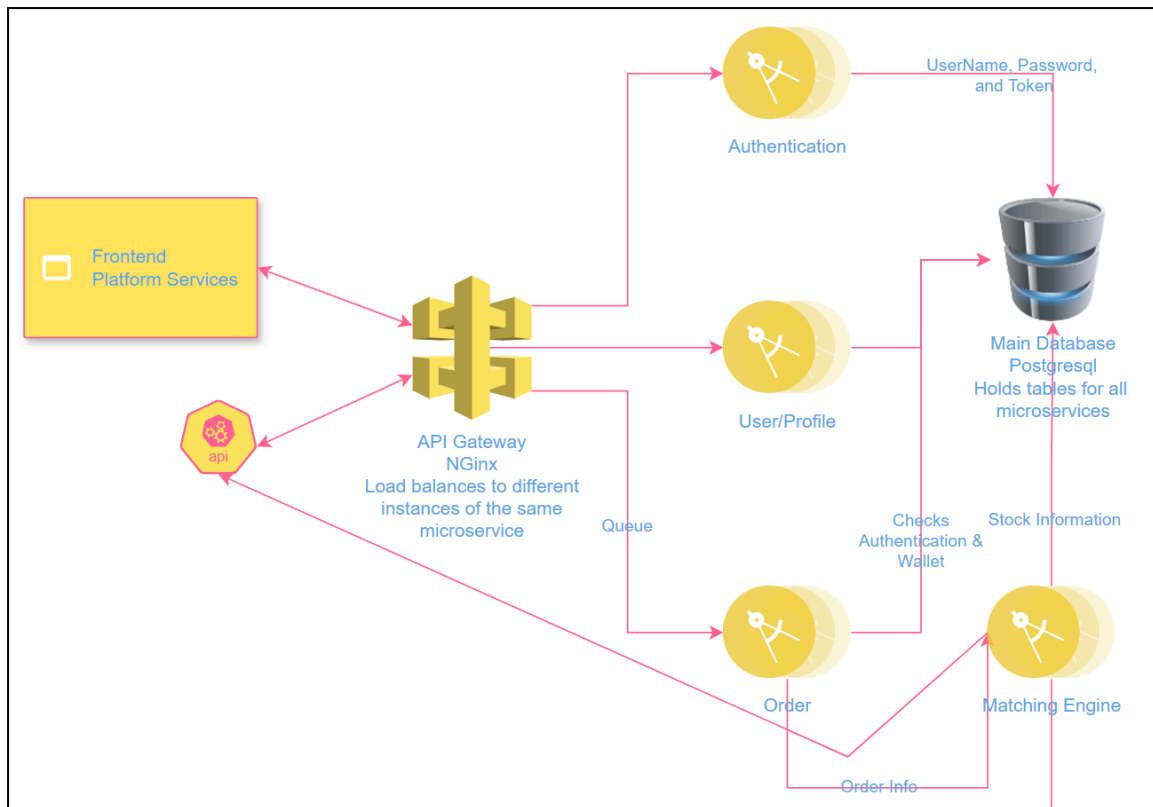 UserName, Password,
and Token
Authentication
Frontend
Platform Services
Main Database
Postgresql
Holds tables for all
microservices
User/Profile
api
API Gateway
NGinx
Load balances to different
instances of the same
microservice
Queue
Checks
Authentication &
Wallet
Stock Information
Order
Matching Engine
Order Info